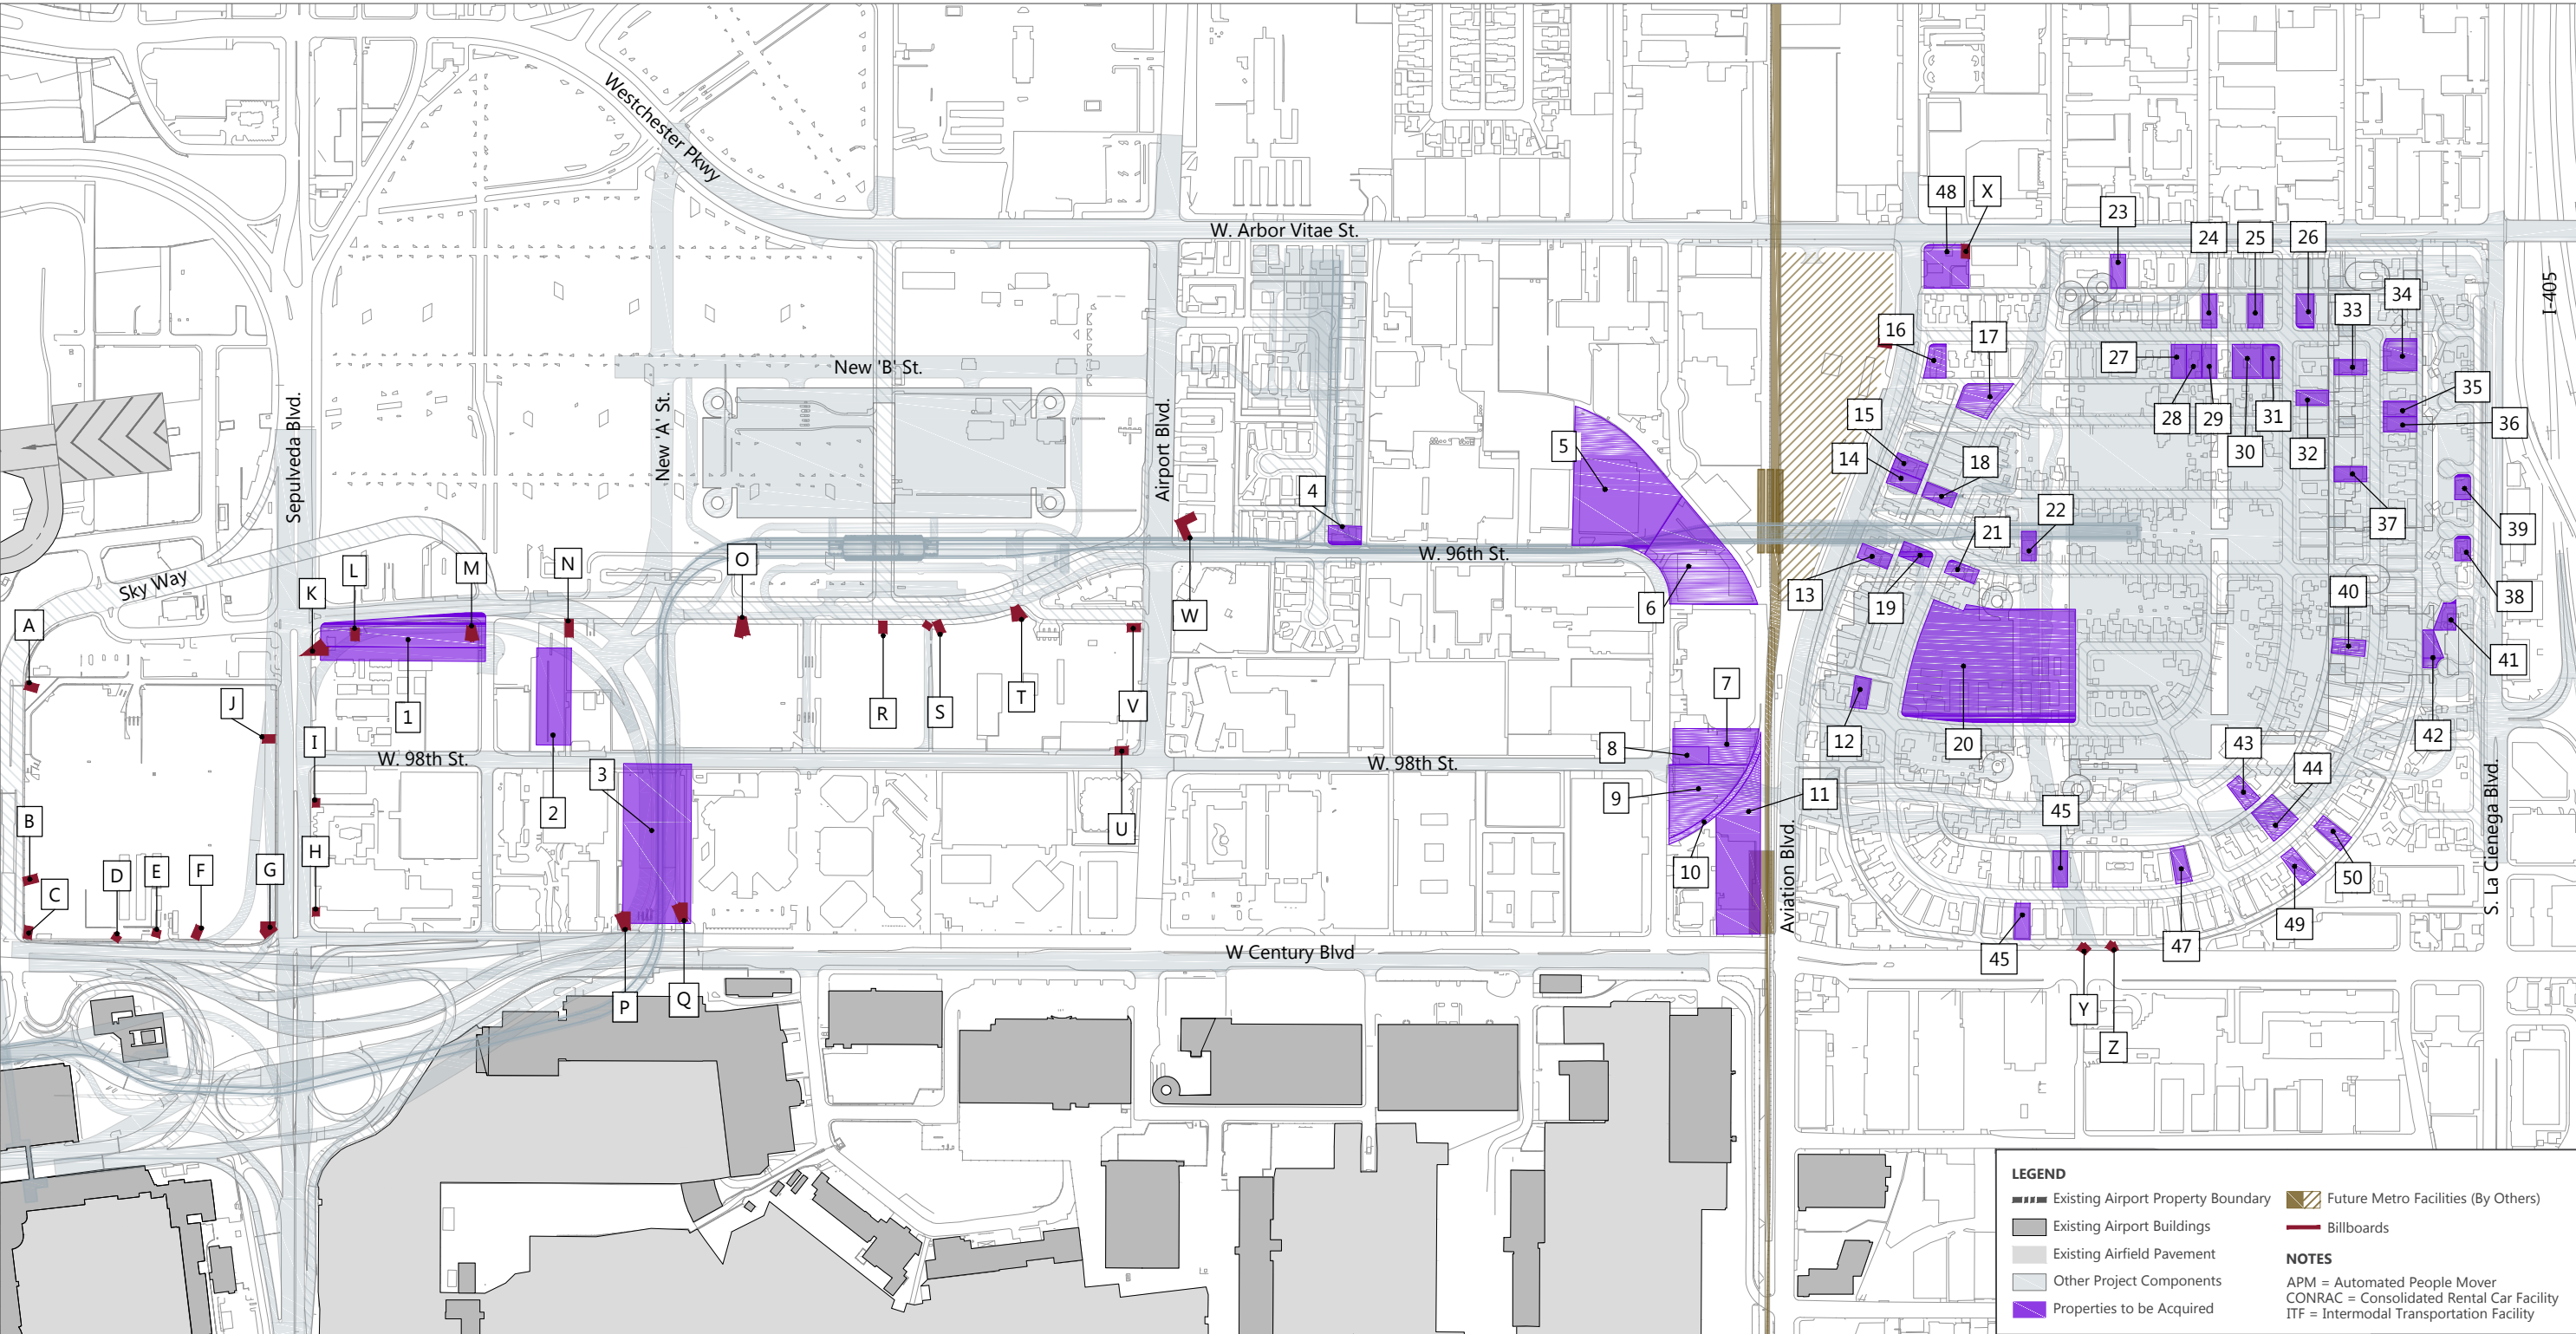 Westchester Pkwy
48
X
23
W. Arbor Vitae St.
24
25
26
I-405
34
33
16
17
27
New 'B' St.
35
Sepulveda Blvd.
New 'A' St.
Airport Blvd.
15
28
29
31
36
5
14
18
30
32
4
22
21
37
39
W. 96th St.
O
N
M
L
K
Sky Way
13
19
6
40
38
A
W
41
7
J
1
R
S
T
V
I
W. 98th St.
8
W. 98th St.
12
20
43
42
3
44
2
9
11
45
B
U
S. La Cienega Blvd.
H
D
E
F
G
10
Aviation Blvd.
50
C
49
W Century Blvd
45
47
P
Q
Y
Z
LEGEND
Existing Airport Property Boundary
Existing Airport Buildings
Existing Airfield Pavement
Other Project Components
Properties to be Acquired
Future Metro Facilities (By Others)
Billboards
NOTES
APM = Automated People Mover
CONRAC = Consolidated Rental Car Facility
ITF = Intermodal Transportation Facility